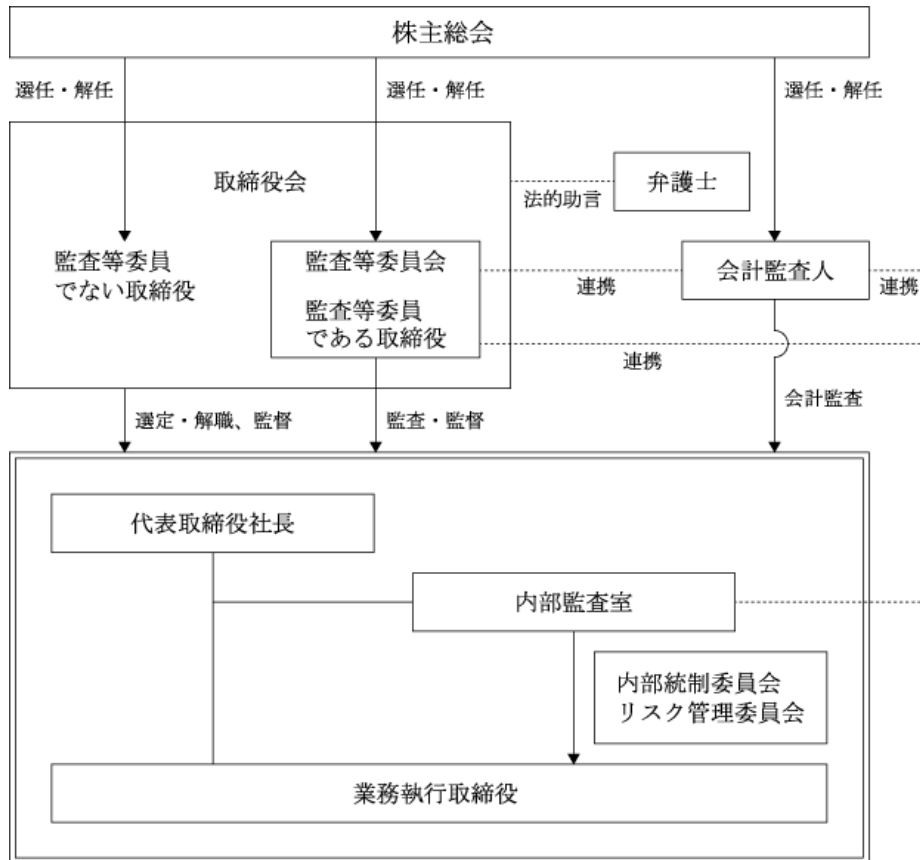 株主総会
選任・解任
選任・解任
選任・解任
取締役会
弁護士
法的助言
監査等委員
でない取締役
監査等委員会
監査等委員
である取締役
会計監査人
連携
連携
連携
選定・解職、監督
監査・監督
会計監査
代表取締役社長
内部監査室
内部統制委員会
リスク管理委員会
業務執行取締役